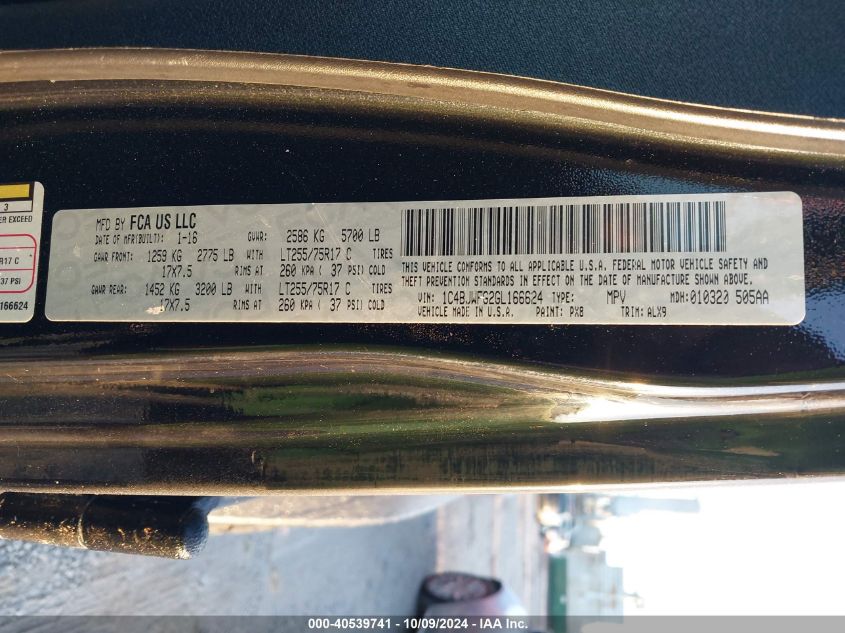 3
ER EXCEED
R17 C
37 PSI)
166624
MFD BY FCA US LLC
DATE OF MFR(BUILT): 1-16 GVWR: 2586 KG 5700 LB
GAWR FRONT: 1259 KG 2775 LB WITH LT255/75R17 C TIRES
17X7.5 RIMS AT 260 KPA ( 37 PSI) COLD
GAWR REAR: 1452 KG 3200 LB WITH LT255/75R17 C TIRES
17X7.5 RIMS AT 260 KPA ( 37 PSI) COLD
THIS VEHICLE CONFORMS TO ALL APPLICABLE U.S.A. FEDERAL MOTOR VEHICLE SAFETY AND
THEFT PREVENTION STANDARDS IN EFFECT ON THE DATE OF MANUFACTURE SHOWN ABOVE.
VIN: 1C4BJWFG2GL166624 TYPE: MPV MDH: 010320 505AA
VEHICLE MADE IN U.S.A. PAINT: PX8 TRIM: ALX9
000-40539741 - 10/09/2024 - IAA Inc.